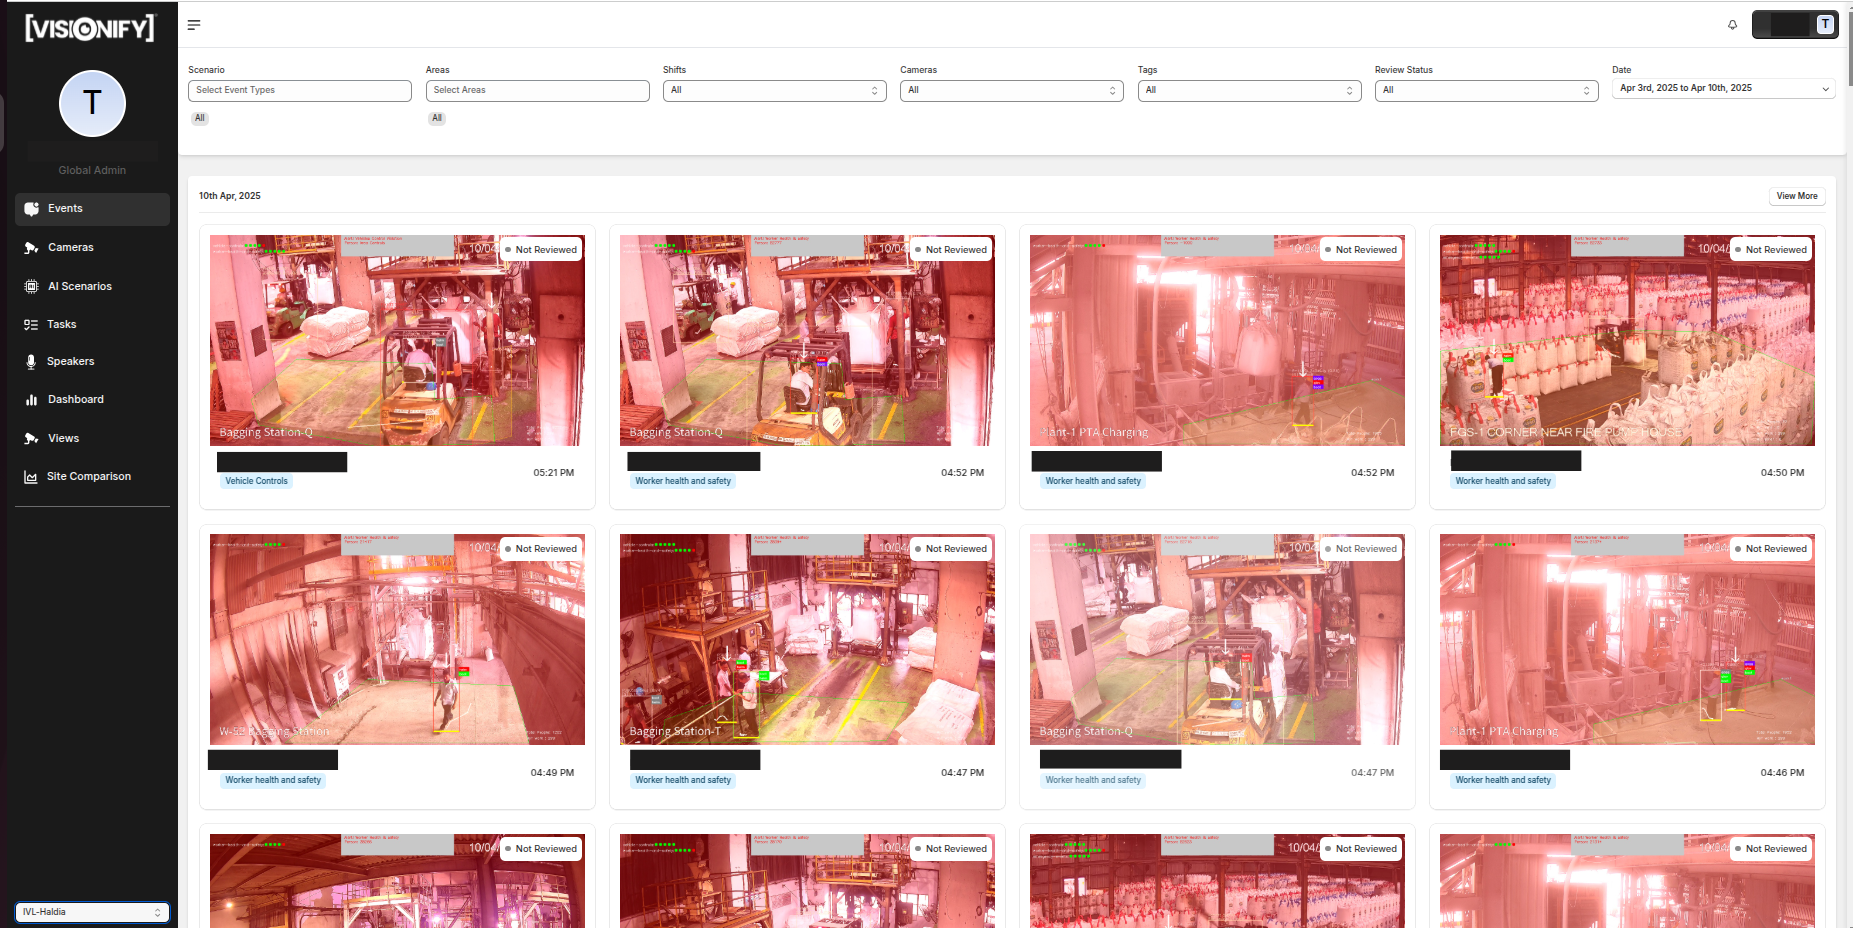 [VISIONIFY]
T
T
Global Admin
Events
Cameras
AI Scenarios
Tasks
Speakers
Dashboard
Views
Site Comparison
IVL-Haldia
Scenario
Areas
Shifts
Cameras
Tags
Review Status
Date
Select Event Types
Select Areas
All
All
All
All
Apr 3rd, 2025 to Apr 10th, 2025
All
All
10th Apr, 2025
View More
10/04
Not Reviewed
10/04
Not Reviewed
10/04
Not Reviewed
10/04/
Not Reviewed
Bagging Station-Q
Bagging Station-Q
Plant-1 PTA Charging
FGS-1 CORNER NEAR FIRE PUMP HOUSE
05:21 PM
04:52 PM
04:52 PM
04:50 PM
Vehicle Controls
Worker health and safety
Worker health and safety
Worker health and safety
10/04
Not Reviewed
10/04
Not Reviewed
10/04
Not Reviewed
10/04
Not Reviewed
Bagging Station
Bagging Station-T
Bagging Station-Q
Plant-1 PTA Charging
04:49 PM
04:47 PM
04:47 PM
04:46 PM
Worker health and safety
Worker health and safety
Worker health and safety
Worker health and safety
10/04
Not Reviewed
10/04
Not Reviewed
10/04/
Not Reviewed
10/04
Not Reviewed